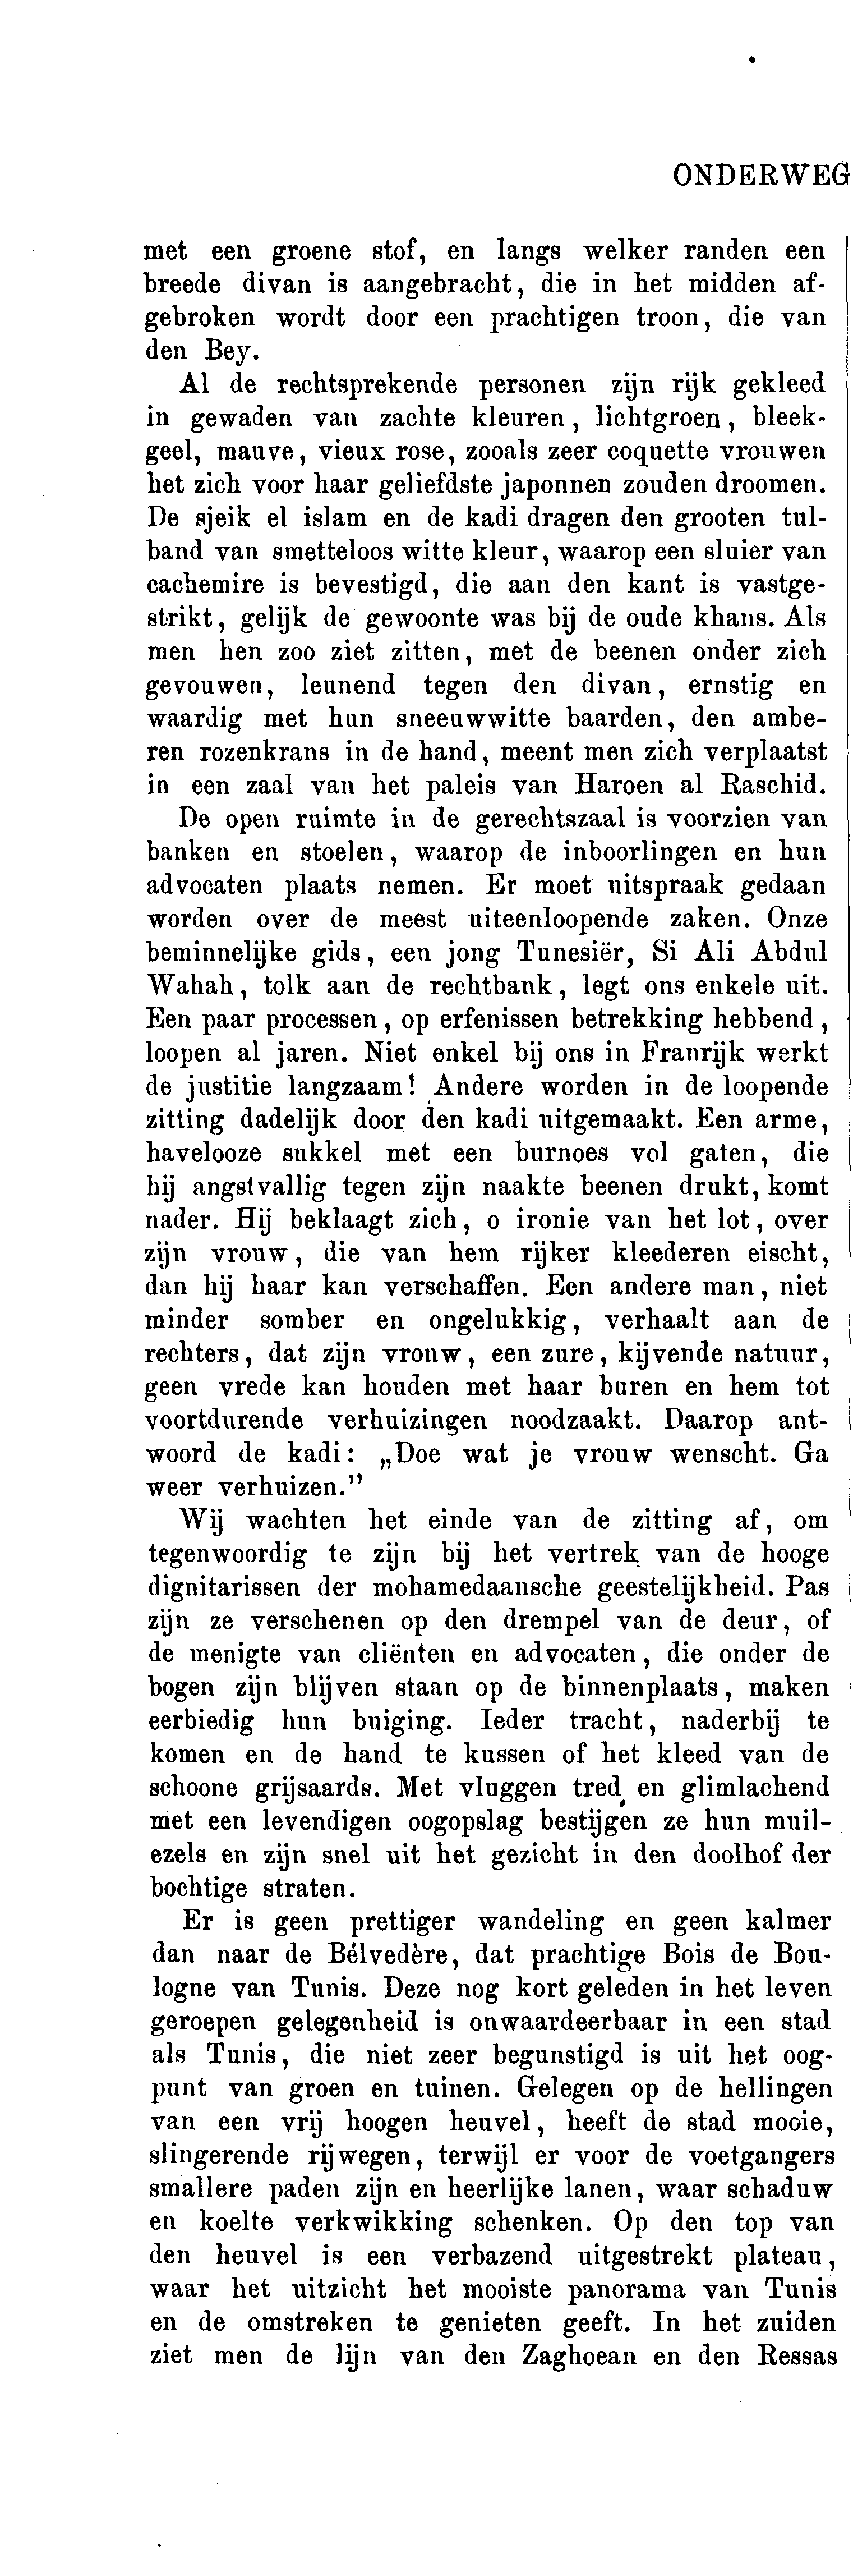 ONDERWEG
met een groene stof, en langs welker randen een
breede divan is aangebracht, die in het midden af-
gebroken wordt door een prachtigen troon, die van
den Bey.
Al de rechtsprekende personen zijn rijk gekleed
in gewaden van zachte kleuren, lichtgroen, bleek-
geel, mauve, vieux rose, zooals zeer coquette vrouwen
het zich voor haar geliefdste japonnen zouden droomen.
De sjeik el islam en de kadi dragen den grooten tul-
band van smetteloos witte kleur, waarop een sluier van
cachemire is bevestigd, die aan den kant is vastge-
strikt, gelijk de gewoonte was bij de oude khans. Als
men hen zoo ziet zitten, met de beenen onder zich
gevouwen, leunend tegen den divan, ernstig en
waardig met hun sneeuwwitte baarden, den ambe-
ren rozenkrans in de hand, meent men zich verplaatst
in een zaal van het paleis van Haroen al Raschid.
De open ruimte in de gerechtszaal is voorzien van
banken en stoelen, waarop de inboorlingen en hun
advocaten plaats nemen. Er moet uitspraak gedaan
worden over de meest uiteenloopende zaken. Onze
beminnelijke gids, een jong Tunesiër, Si Ali Abdul
Wahah, tolk aan de rechtbank, legt ons enkele uit.
Een paar processen, op erfenissen betrekking hebbend,
loopen al jaren. Niet enkel bij ons in Franrijk werkt
de justitie langzaam! Andere worden in de loopende
zitting dadelijk door den kadi uitgemaakt. Een arme,
havelooze sukkel met een burnoes vol gaten, die
hij angstvallig tegen zijn naakte beenen drukt, komt
nader. Hij beklaagt zich, o ironie van het lot, over
zijn vrouw, die van hem rijker kleederen eischt,
dan hij haar kan verschaffen. Een andere man, niet
minder somber en ongelukkig, verhaalt aan de
rechters, dat zijn vrouw, een zure, kijvende natuur,
geen vrede kan houden met haar buren en hem tot
voortdurende verhuizingen noodzaakt. Daarop ant-
woord de kadi: „Doe wat je vrouw wenscht. Ga
weer verhuizen."
Wij wachten het einde van de zitting af, om
tegenwoordig te zijn bij het vertrek van de hooge
dignitarissen der mohamedaansche geestelijkheid. Pas
zijn ze verschenen op den drempel van de deur, of
de menigte van cliënten en advocaten, die onder de
bogen zijn blijven staan op de binnenplaats, maken
eerbiedig hun buiging. Ieder tracht, naderbij te
komen en de hand te kussen of het kleed van de
schoone grijsaards. Met vluggen tred en glimlachend
met een levendigen oogopslag bestijgen ze hun muil-
ezels en zijn snel uit het gezicht in den doolhof der
bochtige straten.
Er is geen prettiger wandeling en geen kalmer
dan naar de Bélvedère, dat prachtige Bois de Bou-
logne van Tunis. Deze nog kort geleden in het leven
geroepen gelegenheid is onwaardeerbaar in een stad
als Tunis, die niet zeer begunstigd is uit het oog-
punt van groen en tuinen. Gelegen op de hellingen
van een vrij hoogen heuvel, heeft de stad mooie,
slingerende rijwegen, terwijl er voor de voetgangers
smallere paden zijn en heerlijke lanen, waar schaduw
en koelte verkwikking schenken. Op den top van
den heuvel is een verbazend uitgestrekt plateau,
waar het uitzicht het mooiste panorama van Tunis
en de omstreken te genieten geeft. In het zuiden
ziet men de lijn van den Zaghoean en den Ressas